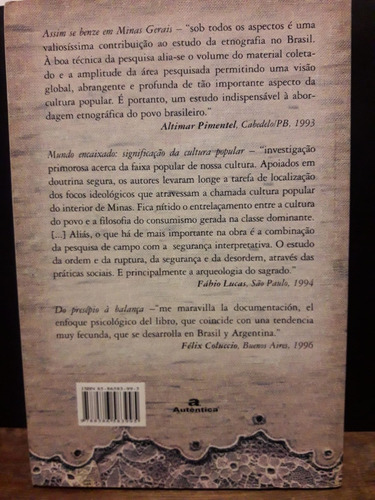 Assim se benze em Minas Gerais – "sob todos os aspectos é uma
valiosíssima contribuição ao estudo da etnografia no Brasil.
À boa técnica da pesquisa alia-se o volume do material coleta-
do e a amplitude da área pesquisada permitindo uma visão
global, abrangente e profunda de tão importante aspecto da
cultura popular. É portanto, um estudo indispensável à abor-
dagem etnográfica do povo brasileiro."
Altimar Pimentel, Cabedelo/PB, 1993
Mundo encaixado: significação da cultura popular – "investigação
primorosa acerca da faixa popular de nossa cultura. Apoiados em
doutrina segura, os autores levaram longe a tarefa de localização
dos focos ideológicos que atravessam a chamada cultura popular
do interior de Minas. Fica nítido o entrelaçamento entre a cultura
do povo e a filosofia do consumismo gerada na classe dominante.
[...] Aliás, o que há de mais importante na obra é a combinação
da pesquisa de campo com a segurança interpretativa. O estudo
da ordem e da ruptura, da segurança e da desordem, através das
práticas sociais. E principalmente a arqueologia do sagrado."
Fábio Lucas, São Paulo, 1994
Do presépio à balança –"me maravilla la documentación, el
enfoque psicológico del libro, que coincide con una tendencia
muy fecunda, que se desarrolla en Brasil y Argentina."
Félix Coluccio, Buenos Aires, 1996
ISBN
a
Autêntica